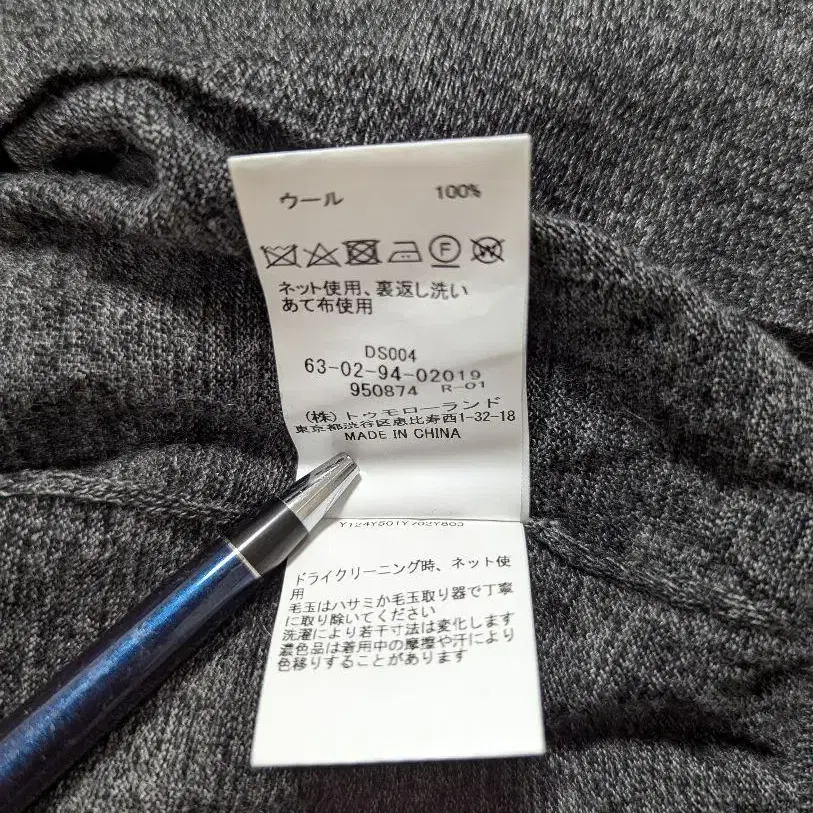 ウール 100%
F W
ネット使用、裏返し洗い
あて布使用
DS004
63-02-94-02019
950874 R-01
(株)トゥモローランド
東京都渋谷区恵比寿西1-32-18
MADE IN CHINA
Y124Y501Y702Y803
ドライクリーニング時、ネット使
用
毛玉はハサミか毛玉取り器で丁寧
に取り除いてください
洗濯により若干寸法は変化します
濃色品は着用中の摩擦や汗により
色移りすることがあります